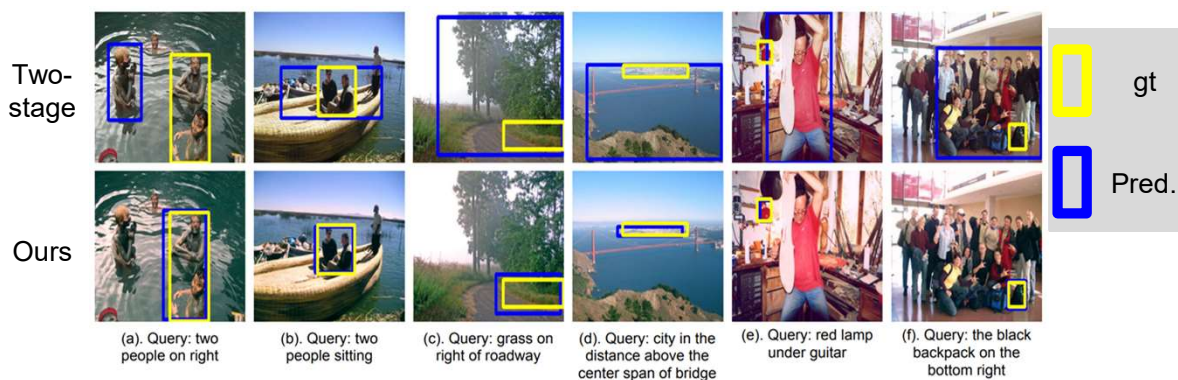 Two-
stage
gt
Pred.
Ours
(a). Query: two
people on right
(b). Query: two
people sitting
(c). Query: grass on
right of roadway
(d). Query: city in the
distance above the
center span of bridge
(e). Query: red lamp
under guitar
(f). Query: the black
backpack on the
bottom right